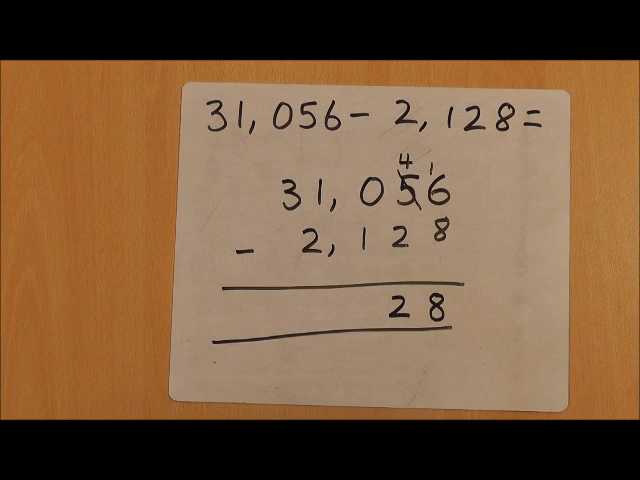 31,056 - 2,128 =
4 1
31,056
- 2,128
28